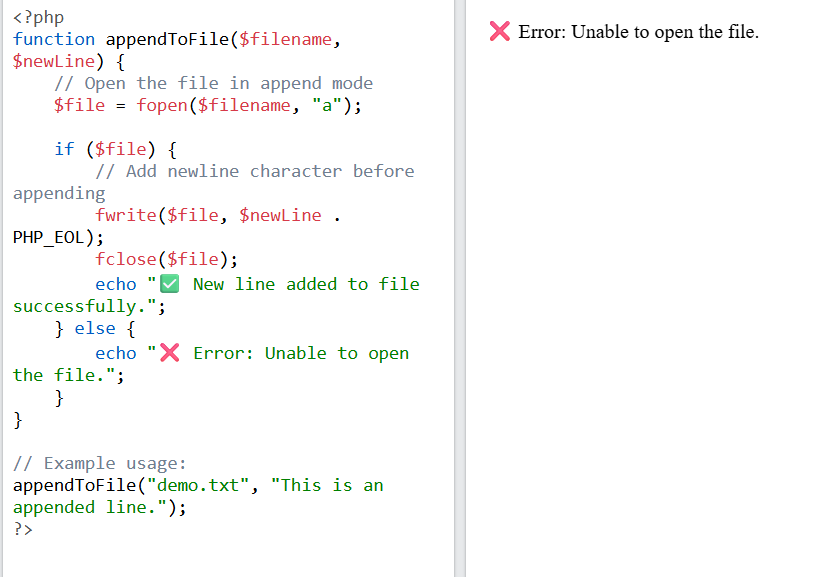 <?php
function appendToFile($filename,
$newLine) {
    // Open the file in append mode
    $file = fopen($filename, "a");

    if ($file) {
        // Add newline character before
appending
        fwrite($file, $newLine .
PHP_EOL);
        fclose($file);
        echo "✅ New line added to file
successfully.";
    } else {
        echo "❌ Error: Unable to open
the file.";
    }
}

// Example usage:
appendToFile("demo.txt", "This is an
appended line.");
?>
❌ Error: Unable to open the file.